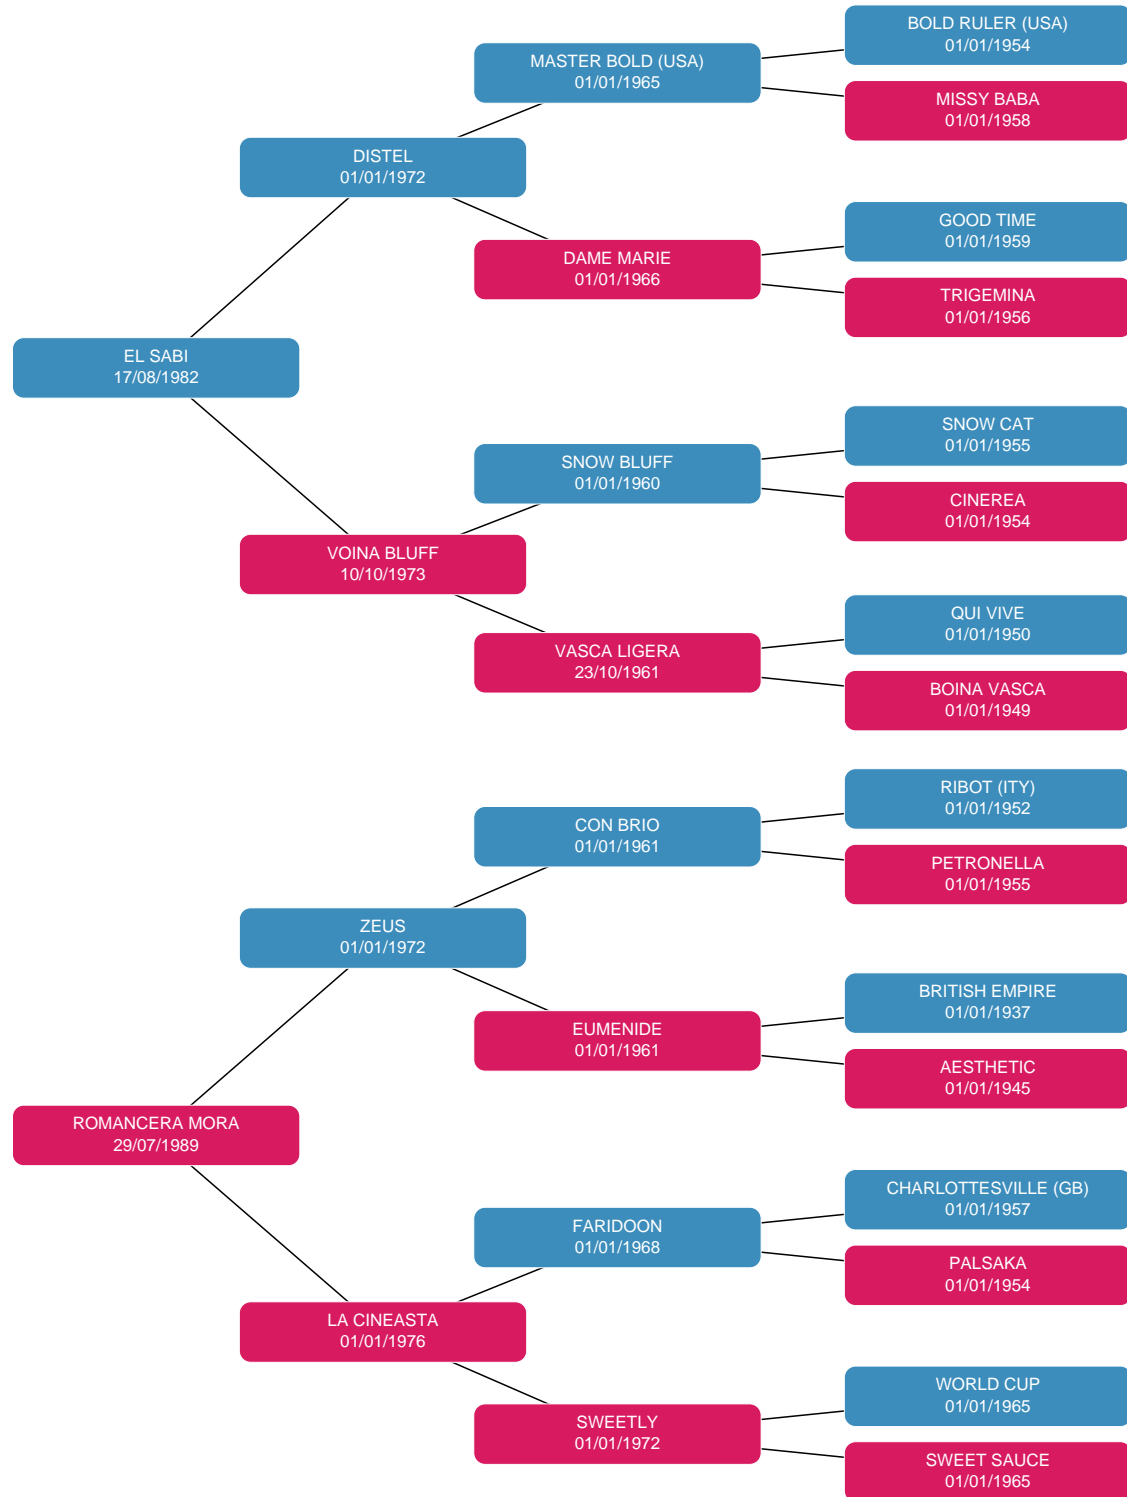 BOLD RULER (USA)
01/01/1954
MASTER BOLD (USA)
01/01/1965
MISSY BABA
01/01/1958
DISTEL
01/01/1972
GOOD TIME
01/01/1959
DAME MARIE
01/01/1966
TRIGEMINA
01/01/1956
EL SABI
17/08/1982
SNOW CAT
01/01/1955
SNOW BLUFF
01/01/1960
CINEREA
01/01/1954
VOINA BLUFF
10/10/1973
QUI VIVE
01/01/1950
VASCA LIGERA
23/10/1961
BOINA VASCA
01/01/1949
RIBOT (ITY)
01/01/1952
CON BRIO
01/01/1961
PETRONELLA
01/01/1955
ZEUS
01/01/1972
BRITISH EMPIRE
01/01/1937
EUMENIDE
01/01/1961
AESTHETIC
01/01/1945
ROMANCERA MORA
29/07/1989
CHARLOTTESVILLE (GB)
01/01/1957
FARIDOON
01/01/1968
PALSAKA
01/01/1954
LA CINEASTA
01/01/1976
WORLD CUP
01/01/1965
SWEETLY
01/01/1972
SWEET SAUCE
01/01/1965